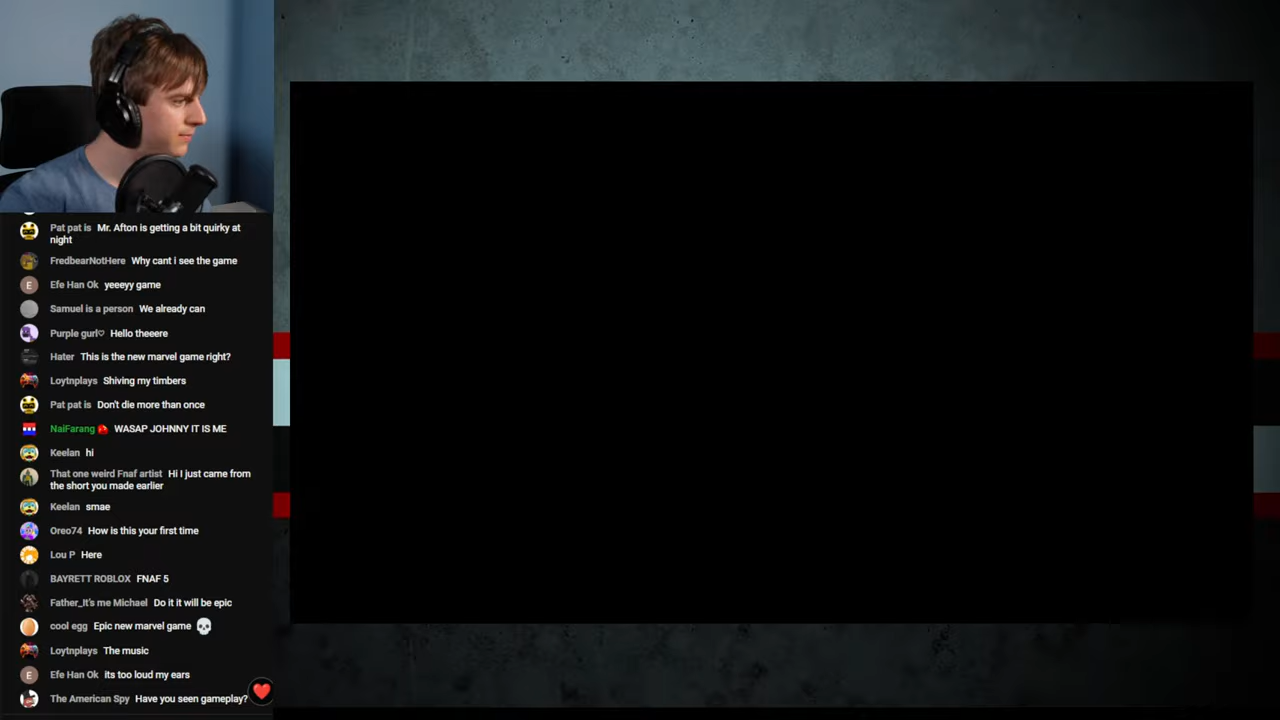 Pat pat is Mr. Afton is getting a bit quirky at
night
FredbearNotHere Why cant i see the game
E Efe Han Ok yeeeyy game
Samuel is a person We already can
Purple gurl♡ Hello theeere
Hater This is the new marvel game right?
Loytnplays Shiving my timbers
Pat pat is Don't die more than once
NaiFarang WASAP JOHNNY IT IS ME
Keelan hi
That one weird Fnaf artist Hi I just came from
the short you made earlier
Keelan smae
Oreo74 How is this your first time
Lou P Here
BAYRETT ROBLOX FNAF 5
Father_It's me Michael Do it it will be epic
cool egg Epic new marvel game 💀
Loytnplays The music
E Efe Han Ok its too loud my ears
The American Spy Have you seen gameplay?